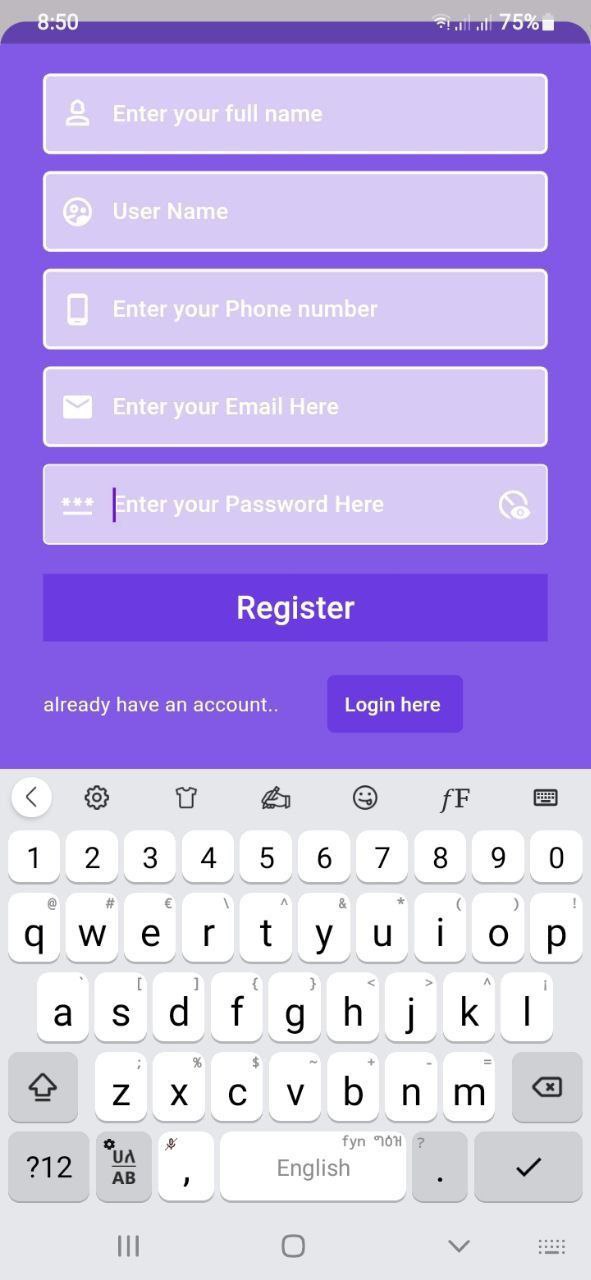 8:50
75%
Enter your full name
User Name
Enter your Phone number
Enter your Email Here
***
Enter your Password Here
Register
already have an account..
Login here
fF
1 2 3 4 5 6 7 8 9 0
@ # € \ ^ & * ( ) !
q w e r t y u i o p
` [ ] { } < > ^ ¡
a s d f g h j k l
; % $ ~ + - =
z x c v b n m
?12
AB
,
fyn
English
?
.